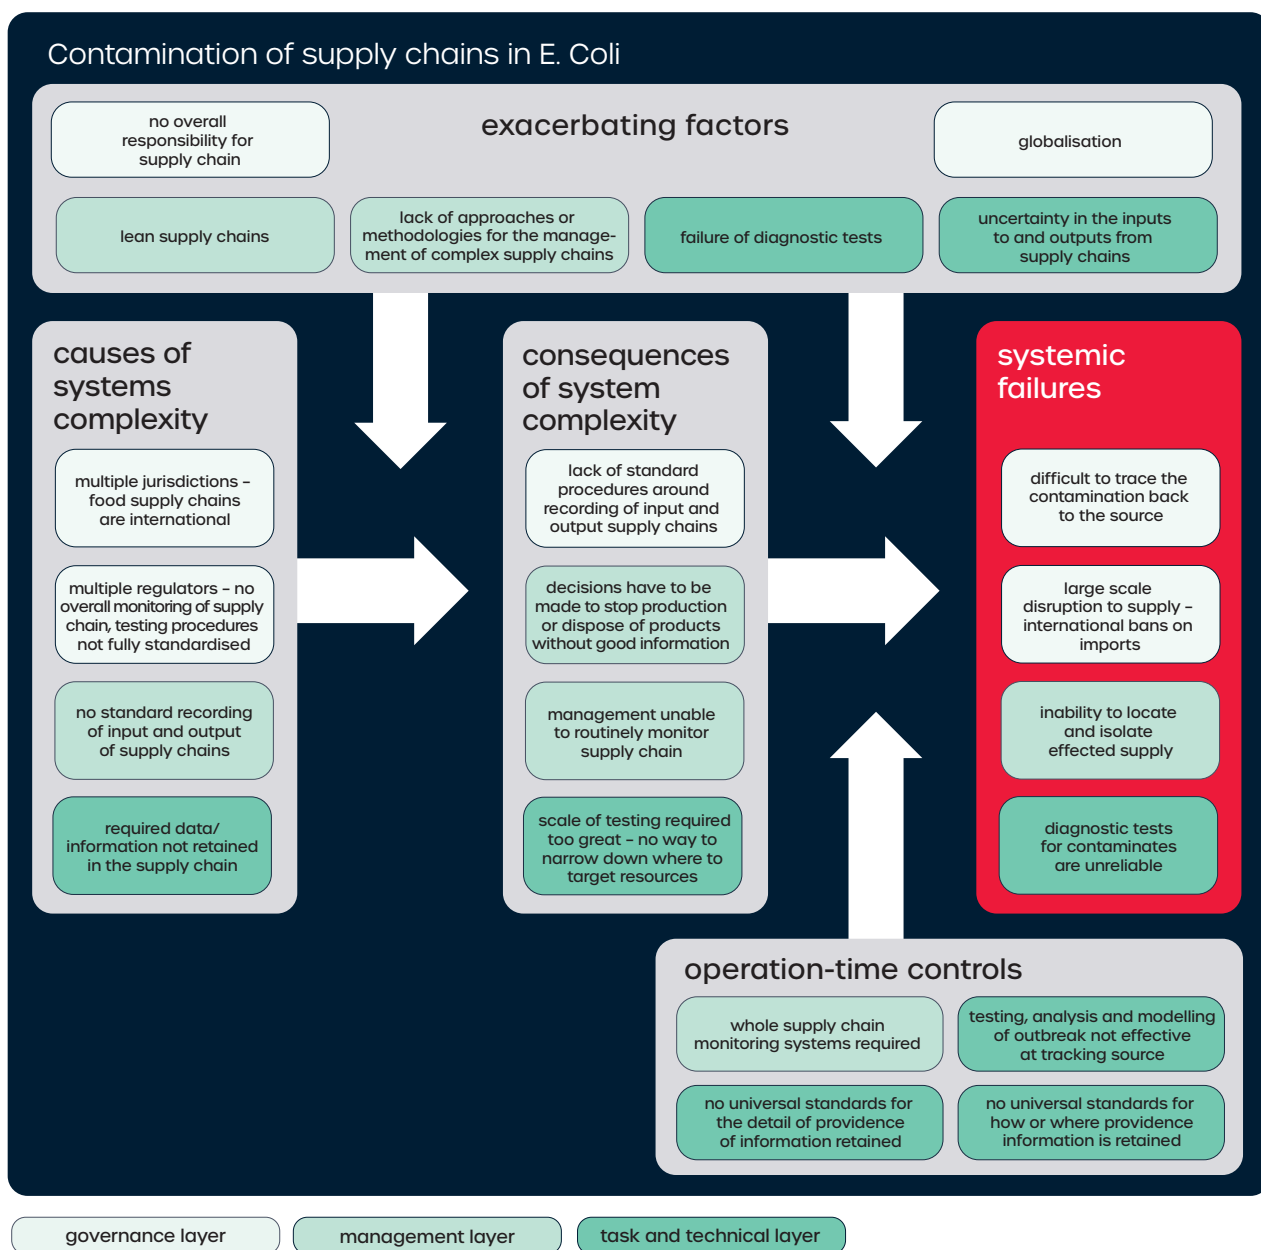 Contamination of supply chains in E. Coli
no overall
responsibility for
supply chain
exacerbating factors
globalisation
lean supply chains
lack of approaches or
methodologies for the manage-
ment of complex supply chains
failure of diagnostic tests
uncertainty in the inputs
to and outputs from
supply chains
causes of
systems
complexity
multiple jurisdictions –
food supply chains
are international
multiple regulators – no
overall monitoring of supply
chain, testing procedures
not fully standardised
no standard recording
of input and output
of supply chains
required data/
information not retained
in the supply chain
consequences
of system
complexity
lack of standard
procedures around
recording of input and
output supply chains
decisions have to be
made to stop production
or dispose of products
without good information
management unable
to routinely monitor
supply chain
scale of testing required
too great – no way to
narrow down where to
target resources
systemic
failures
difficult to trace the
contamination back
to the source
large scale
disruption to supply –
international bans on
imports
inability to locate
and isolate
effected supply
diagnostic tests
for contaminates
are unreliable
operation-time controls
whole supply chain
monitoring systems required
testing, analysis and modelling
of outbreak not effective
at tracking source
no universal standards for
the detail of providence
of information retained
no universal standards for
how or where providence
information is retained
governance layer
management layer
task and technical layer